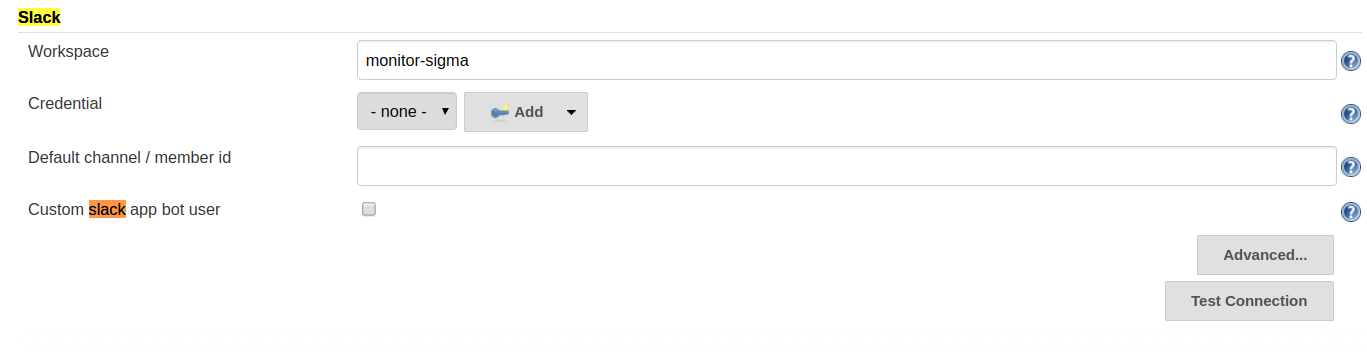 Slack
Workspace
monitor-sigma
Credential
- none -
Add
Default channel / member id
Custom slack app bot user
Advanced...
Test Connection